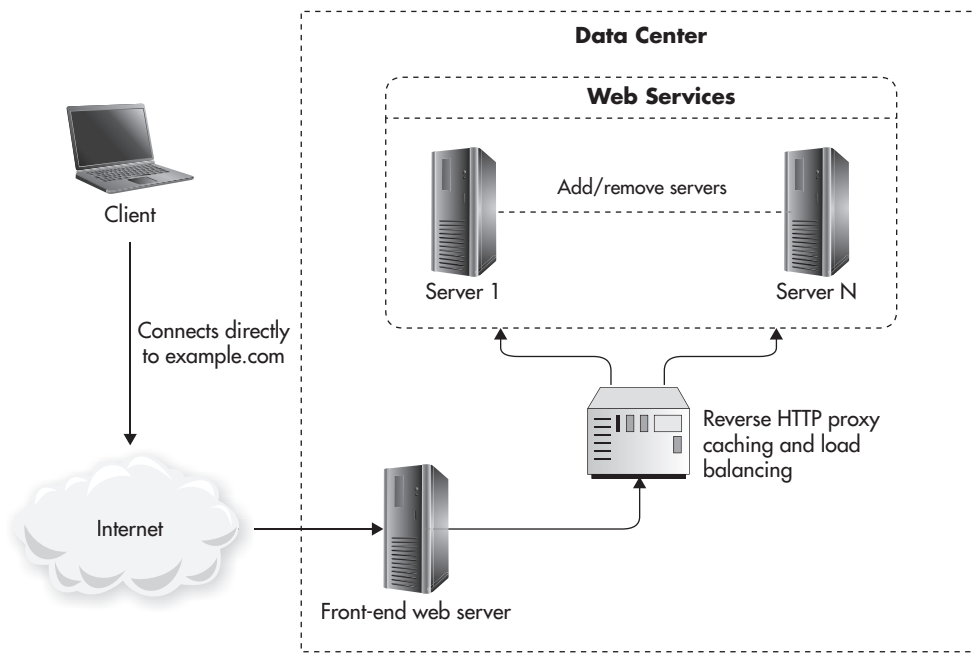 Data Center
Web Services
Add/remove servers
Client
Server 1
Server N
Connects directly
to example.com
Reverse HTTP proxy
caching and load
balancing
Internet
Front-end web server